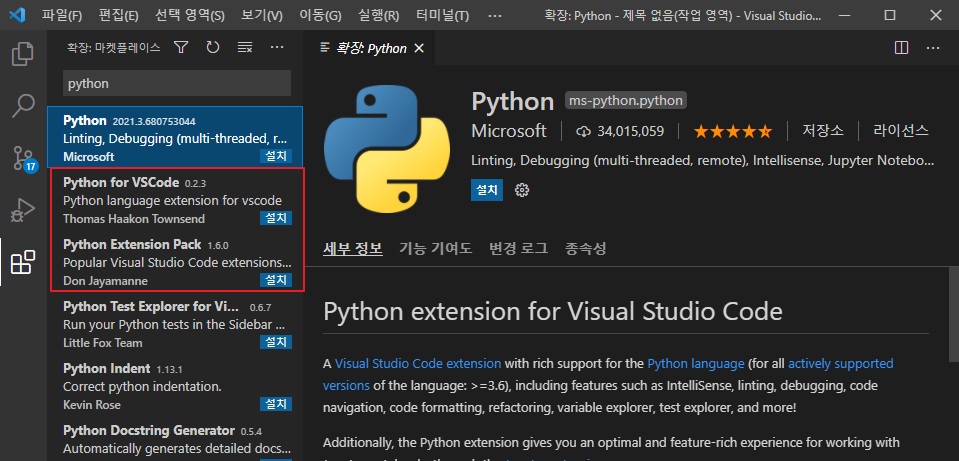 파일(F) 편집(E) 선택 영역(S) 보기(V) 이동(G) 실행(R) 터미널(T) ··· 확장: Python - 제목 없음(작업 영역) - Visual Studio...
확장: 마켓플레이스 ···
확장: Python ···
python
Python 2021.3.680753044
Linting, Debugging (multi-threaded, r...
Microsoft 설치
Python for VSCode 0.2.3
Python language extension for vscode
Thomas Haakon Townsend 설치
Python Extension Pack 1.6.0
Popular Visual Studio Code extensions...
Don Jayamanne 설치
Python Test Explorer for Vi... 0.6.7
Run your Python tests in the Sidebar ...
Little Fox Team 설치
Python Indent 1.13.1
Correct python indentation.
Kevin Rose 설치
Python Docstring Generator 0.5.4
Automatically generates detailed docs...
17
Python ms-python.python
Microsoft 34,015,059 저장소 라이선스
Linting, Debugging (multi-threaded, remote), Intellisense, Jupyter Notebo...
설치
세부 정보 기능 기여도 변경 로그 종속성
Python extension for Visual Studio Code
A Visual Studio Code extension with rich support for the Python language (for all actively supported
versions of the language: >=3.6), including features such as IntelliSense, linting, debugging, code
navigation, code formatting, refactoring, variable explorer, test explorer, and more!
Additionally, the Python extension gives you an optimal and feature-rich experience for working with